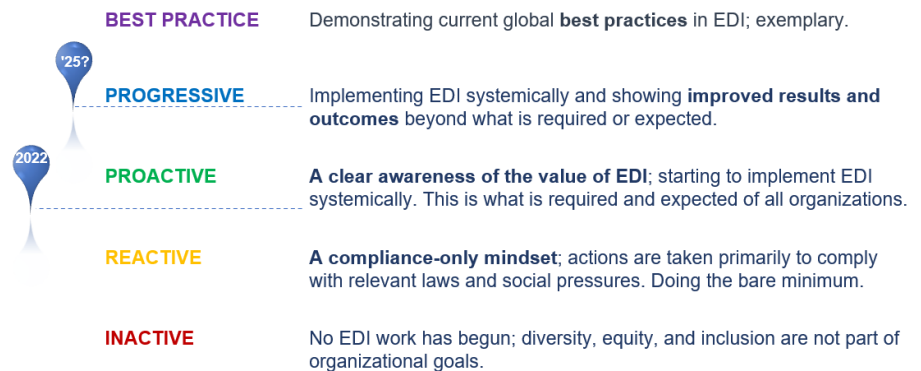 BEST PRACTICE Demonstrating current global best practices in EDI; exemplary.
'25?
PROGRESSIVE Implementing EDI systemically and showing improved results and
outcomes beyond what is required or expected.
2022
PROACTIVE A clear awareness of the value of EDI; starting to implement EDI
systemically. This is what is required and expected of all organizations.
REACTIVE A compliance-only mindset; actions are taken primarily to comply
with relevant laws and social pressures. Doing the bare minimum.
INACTIVE No EDI work has begun; diversity, equity, and inclusion are not part of
organizational goals.